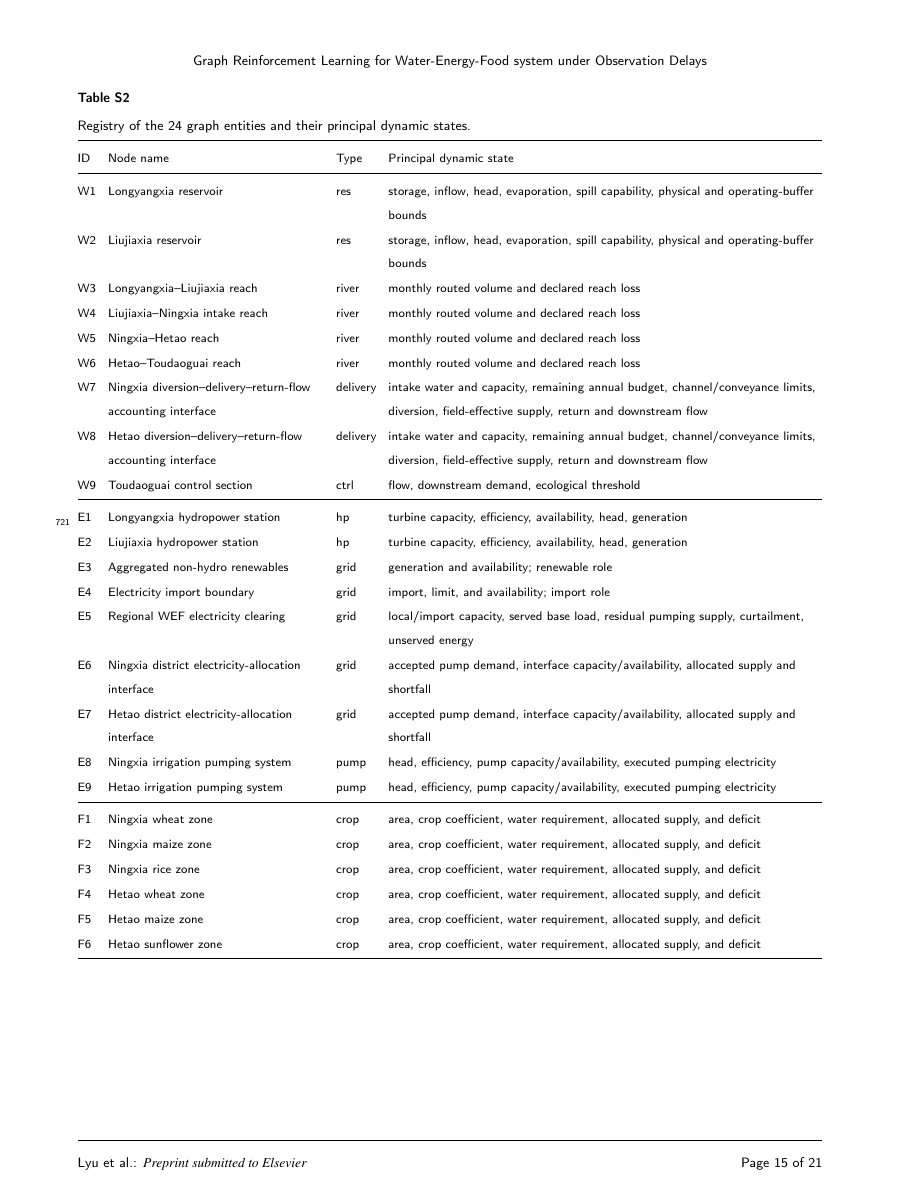 Graph Reinforcement Learning for Water-Energy-Food system under Observation Delays
Table S2
Registry of the 24 graph entities and their principal dynamic states.
ID Node name Type Principal dynamic state
W1 Longyangxia reservoir res storage, inflow, head, evaporation, spill capability, physical and operating-buffer
bounds
W2 Liujiaxia reservoir res storage, inflow, head, evaporation, spill capability, physical and operating-buffer
bounds
W3 Longyangxia–Liujiaxia reach river monthly routed volume and declared reach loss
W4 Liujiaxia–Ningxia intake reach river monthly routed volume and declared reach loss
W5 Ningxia–Hetao reach river monthly routed volume and declared reach loss
W6 Hetao–Toudaoguai reach river monthly routed volume and declared reach loss
W7 Ningxia diversion–delivery–return-flow delivery intake water and capacity, remaining annual budget, channel/conveyance limits,
accounting interface diversion, field-effective supply, return and downstream flow
W8 Hetao diversion–delivery–return-flow delivery intake water and capacity, remaining annual budget, channel/conveyance limits,
accounting interface diversion, field-effective supply, return and downstream flow
W9 Toudaoguai control section ctrl flow, downstream demand, ecological threshold
721 E1 Longyangxia hydropower station hp turbine capacity, efficiency, availability, head, generation
E2 Liujiaxia hydropower station hp turbine capacity, efficiency, availability, head, generation
E3 Aggregated non-hydro renewables grid generation and availability; renewable role
E4 Electricity import boundary grid import, limit, and availability; import role
E5 Regional WEF electricity clearing grid local/import capacity, served base load, residual pumping supply, curtailment,
unserved energy
E6 Ningxia district electricity-allocation grid accepted pump demand, interface capacity/availability, allocated supply and
interface shortfall
E7 Hetao district electricity-allocation grid accepted pump demand, interface capacity/availability, allocated supply and
interface shortfall
E8 Ningxia irrigation pumping system pump head, efficiency, pump capacity/availability, executed pumping electricity
E9 Hetao irrigation pumping system pump head, efficiency, pump capacity/availability, executed pumping electricity
F1 Ningxia wheat zone crop area, crop coefficient, water requirement, allocated supply, and deficit
F2 Ningxia maize zone crop area, crop coefficient, water requirement, allocated supply, and deficit
F3 Ningxia rice zone crop area, crop coefficient, water requirement, allocated supply, and deficit
F4 Hetao wheat zone crop area, crop coefficient, water requirement, allocated supply, and deficit
F5 Hetao maize zone crop area, crop coefficient, water requirement, allocated supply, and deficit
F6 Hetao sunflower zone crop area, crop coefficient, water requirement, allocated supply, and deficit
Lyu et al.: Preprint submitted to Elsevier Page 15 of 21